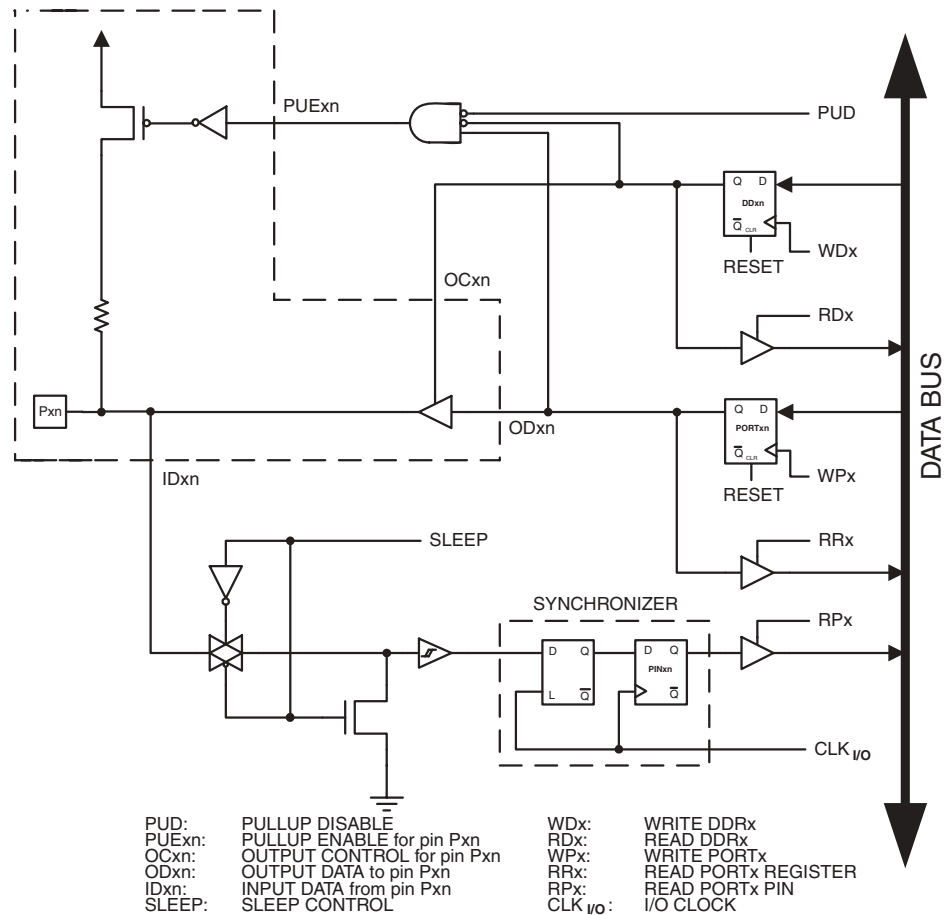 PUExn
PUD
Q D
DDxn
Q CLR
WDx
RESET
OCxn
RDx
Pxn
ODxn
Q D
PORTxn
Q CLR
IDxn
WPx
RESET
SLEEP
RRx
SYNCHRONIZER
RPx
D Q
L Q
D Q
PINxn
Q
CLK I/O
DATA BUS
PUD: PULLUP DISABLE
PUExn: PULLUP ENABLE for pin Pxn
OCxn: OUTPUT CONTROL for pin Pxn
ODxn: OUTPUT DATA to pin Pxn
IDxn: INPUT DATA from pin Pxn
SLEEP: SLEEP CONTROL
WDx: WRITE DDRx
RDx: READ DDRx
WPx: WRITE PORTx
RRx: READ PORTx REGISTER
RPx: READ PORTx PIN
CLK I/O: I/O CLOCK